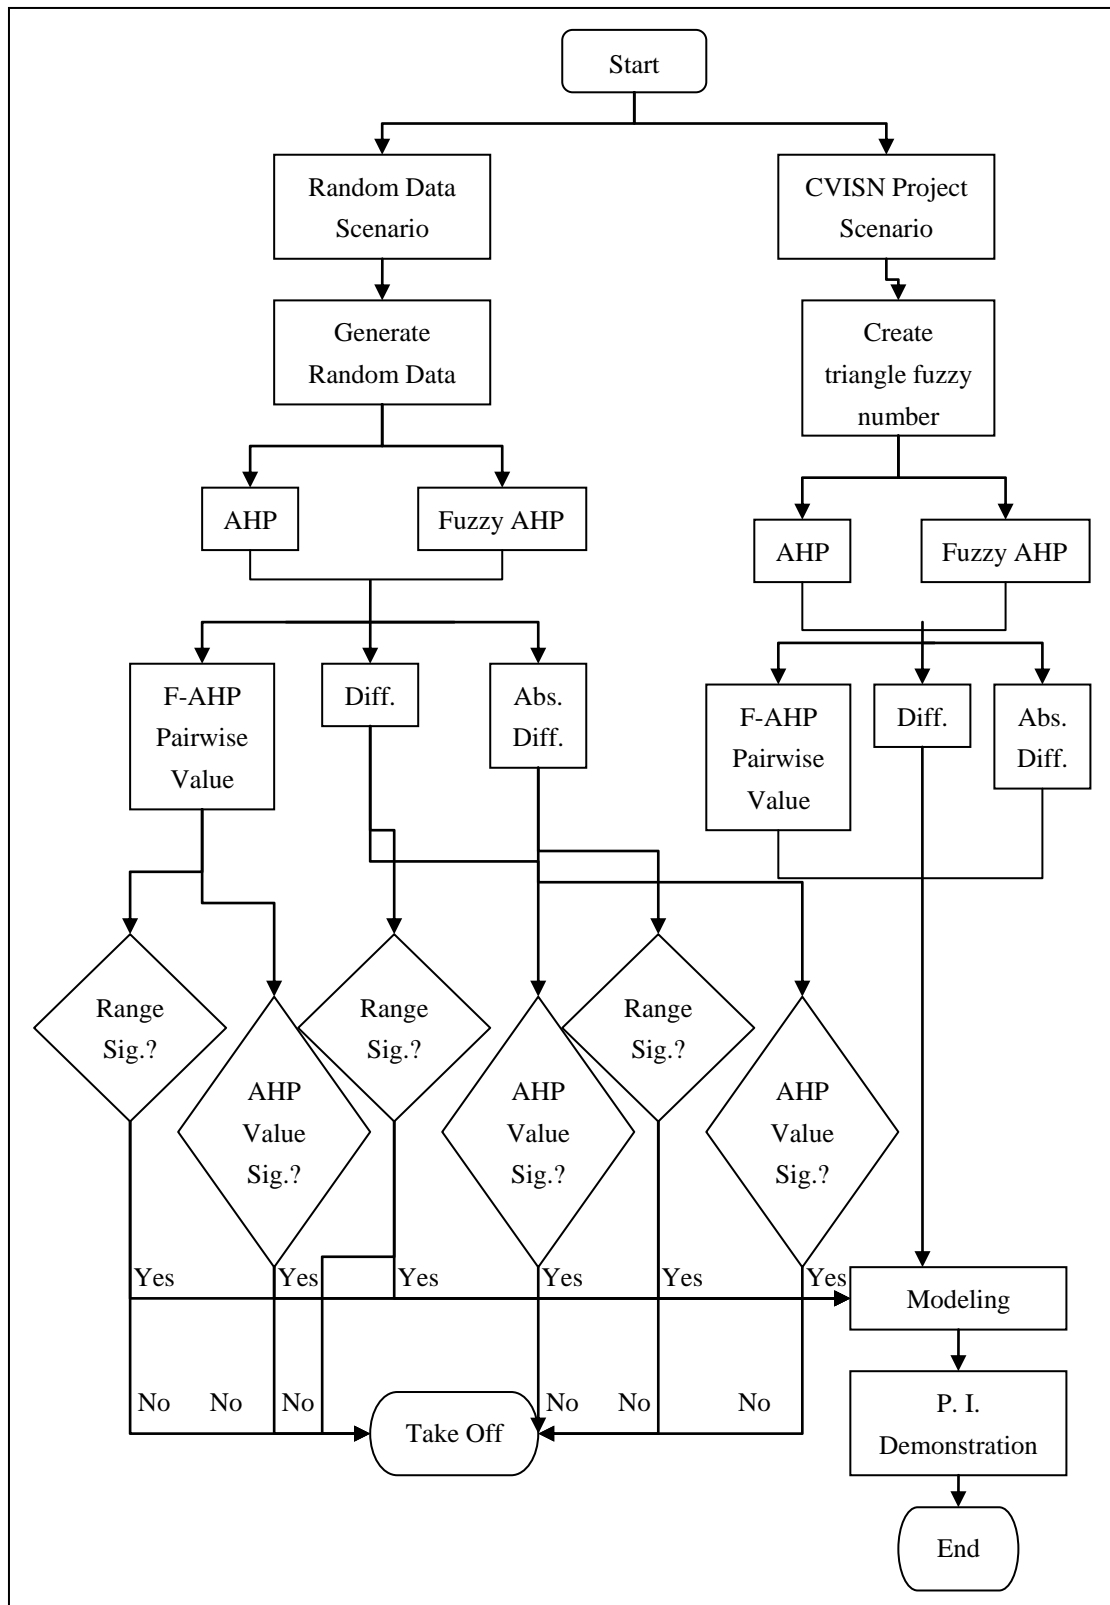 Start
Random Data
Scenario
CVISN Project
Scenario
Generate
Random Data
Create
triangle fuzzy
number
AHP
Fuzzy AHP
AHP
Fuzzy AHP
F-AHP
Pairwise
Value
Diff.
Abs.
Diff.
F-AHP
Pairwise
Value
Diff.
Abs.
Diff.
Range
Sig.?
AHP
Value
Sig.?
Range
Sig.?
AHP
Value
Sig.?
Range
Sig.?
AHP
Value
Sig.?
Yes
Yes
Yes
Yes
Yes
Yes
Modeling
No
No
No
No
No
No
Take Off
P. I.
Demonstration
End